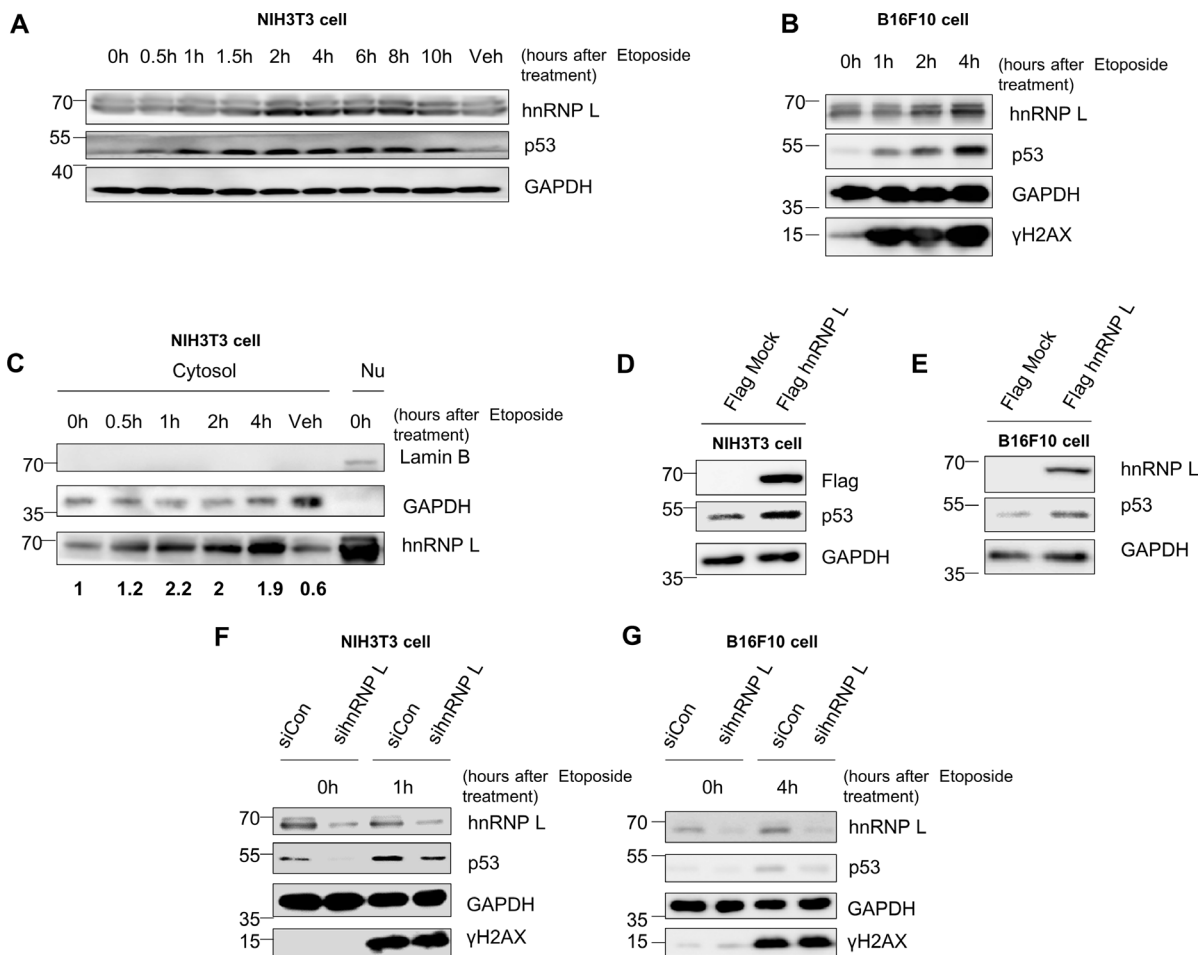 A
NIH3T3 cell
0h 0.5h 1h 1.5h 2h 4h 6h 8h 10h Veh
(hours after Etoposide
treatment)
70
hnRNP L
55
p53
40
GAPDH
B
B16F10 cell
0h 1h 2h 4h
(hours after Etoposide
treatment)
70
hnRNP L
55
p53
GAPDH
35
15
γH2AX
C
NIH3T3 cell
Cytosol Nu
0h 0.5h 1h 2h 4h Veh 0h
(hours after Etoposide
treatment)
Lamin B
70
GAPDH
35
70
hnRNP L
1 1.2 2.2 2 1.9 0.6
D
Flag Mock
Flag hnRNP L
NIH3T3 cell
70
Flag
55
p53
GAPDH
35
E
Flag Mock
Flag hnRNP L
B16F10 cell
70
hnRNP L
55
p53
GAPDH
35
F
NIH3T3 cell
siCon
sihnRNP L
siCon
sihnRNP L
0h 1h
(hours after Etoposide
treatment)
70
hnRNP L
55
p53
GAPDH
35
15
γH2AX
G
B16F10 cell
siCon
sihnRNP L
siCon
sihnRNP L
0h 4h
(hours after Etoposide
treatment)
70
hnRNP L
55
p53
GAPDH
35
15
γH2AX